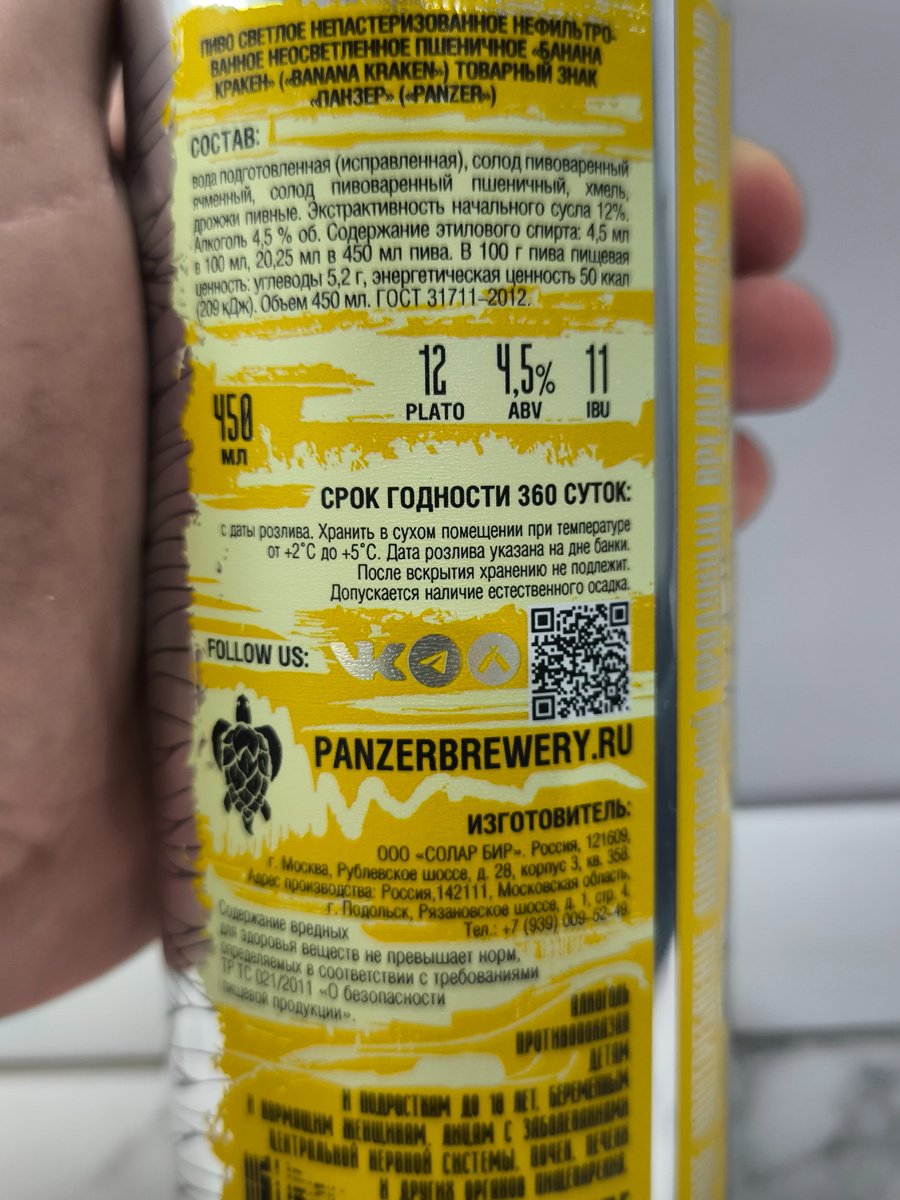 ПИВО СВЕТЛОЕ НЕПАСТЕРИЗОВАННОЕ НЕФИЛЬТРО-
ВАННОЕ НЕОСВЕТЛЕННОЕ ПШЕНИЧНОЕ «БАНАНА
КРАКЕН» («BANANA KRAKEN») ТОВАРНЫЙ ЗНАК
«ПАНЗЕР» («PANZER»)
СОСТАВ:
вода подготовленная (исправленная), солод пивоваренный
ячменный, солод пивоваренный пшеничный, хмель,
дрожжи пивные. Экстрактивность начального сусла 12%.
Алкоголь 4,5 % об. Содержание этилового спирта: 4,5 мл
в 100 мл, 20,25 мл в 450 мл пива. В 100 г пива пищевая
ценность: углеводы 5,2 г, энергетическая ценность 50 ккал
(209 кДж). Объем 450 мл. ГОСТ 31711–2012.
450
МЛ
12
PLATO
4,5%
ABV
11
IBU
СРОК ГОДНОСТИ 360 СУТОК:
с даты розлива. Хранить в сухом помещении при температуре
от +2°С до +5°С. Дата розлива указана на дне банки.
После вскрытия хранению не подлежит.
Допускается наличие естественного осадка.
FOLLOW US:
PANZERBREWERY.RU
ИЗГОТОВИТЕЛЬ:
ООО «СОЛАР БИР». Россия, 121609,
г. Москва, Рублевское шоссе, д. 28, корпус 3, кв. 358.
Адрес производства: Россия,142111, Московская область,
г. Подольск, Рязановское шоссе, д. 1, стр. 4.
Тел.: +7 (939) 009-52-49.
Содержание вредных
для здоровья веществ не превышает норм,
определяемых в соответствии с требованиями
ТР ТС 021/2011 «О безопасности
пищевой продукции».
АЛКОГОЛЬ
ПРОТИВОПОКАЗАН
ДЕТЯМ
И ПОДРОСТКАМ ДО 18 ЛЕТ, БЕРЕМЕННЫМ
И КОРМЯЩИМ ЖЕНЩИНАМ, ЛИЦАМ С ЗАБОЛЕВАНИЯМИ
ЦЕНТРАЛЬНОЙ НЕРВНОЙ СИСТЕМЫ, ПОЧЕК, ПЕЧЕНИ
И ДРУГИХ ОРГАНОВ ПИЩЕВАРЕНИЯ.
АЛКОГОЛЬНОЙ ПРОДУКЦИИ ВРЕДИТ ВАШЕМУ ЗДОРОВЬЮ